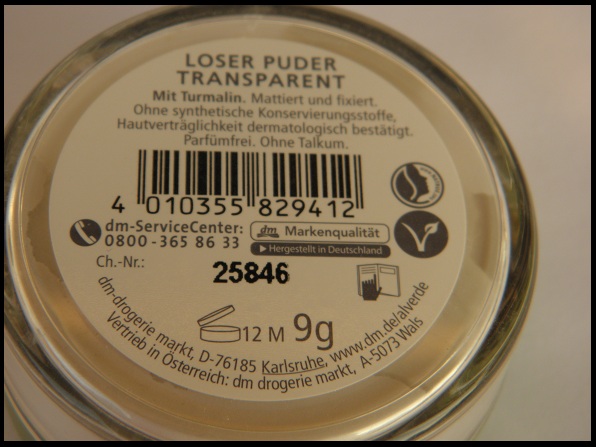 LOSER PUDER
TRANSPARENT
Mit Turmalin. Mattiert und fixiert.
Ohne synthetische Konservierungsstoffe,
Hautverträglichkeit dermatologisch bestätigt.
Parfümfrei. Ohne Talkum.
4 010355 829412
dm-ServiceCenter:
0800 - 365 86 33
dm Markenqualität
Hergestellt in Deutschland
Ch.-Nr.:
25846
12 M 9g
dm-drogerie markt, D-76185 Karlsruhe, www.dm.de/alverde
Vertrieb in Österreich: dm drogerie markt, A-5073 Wals